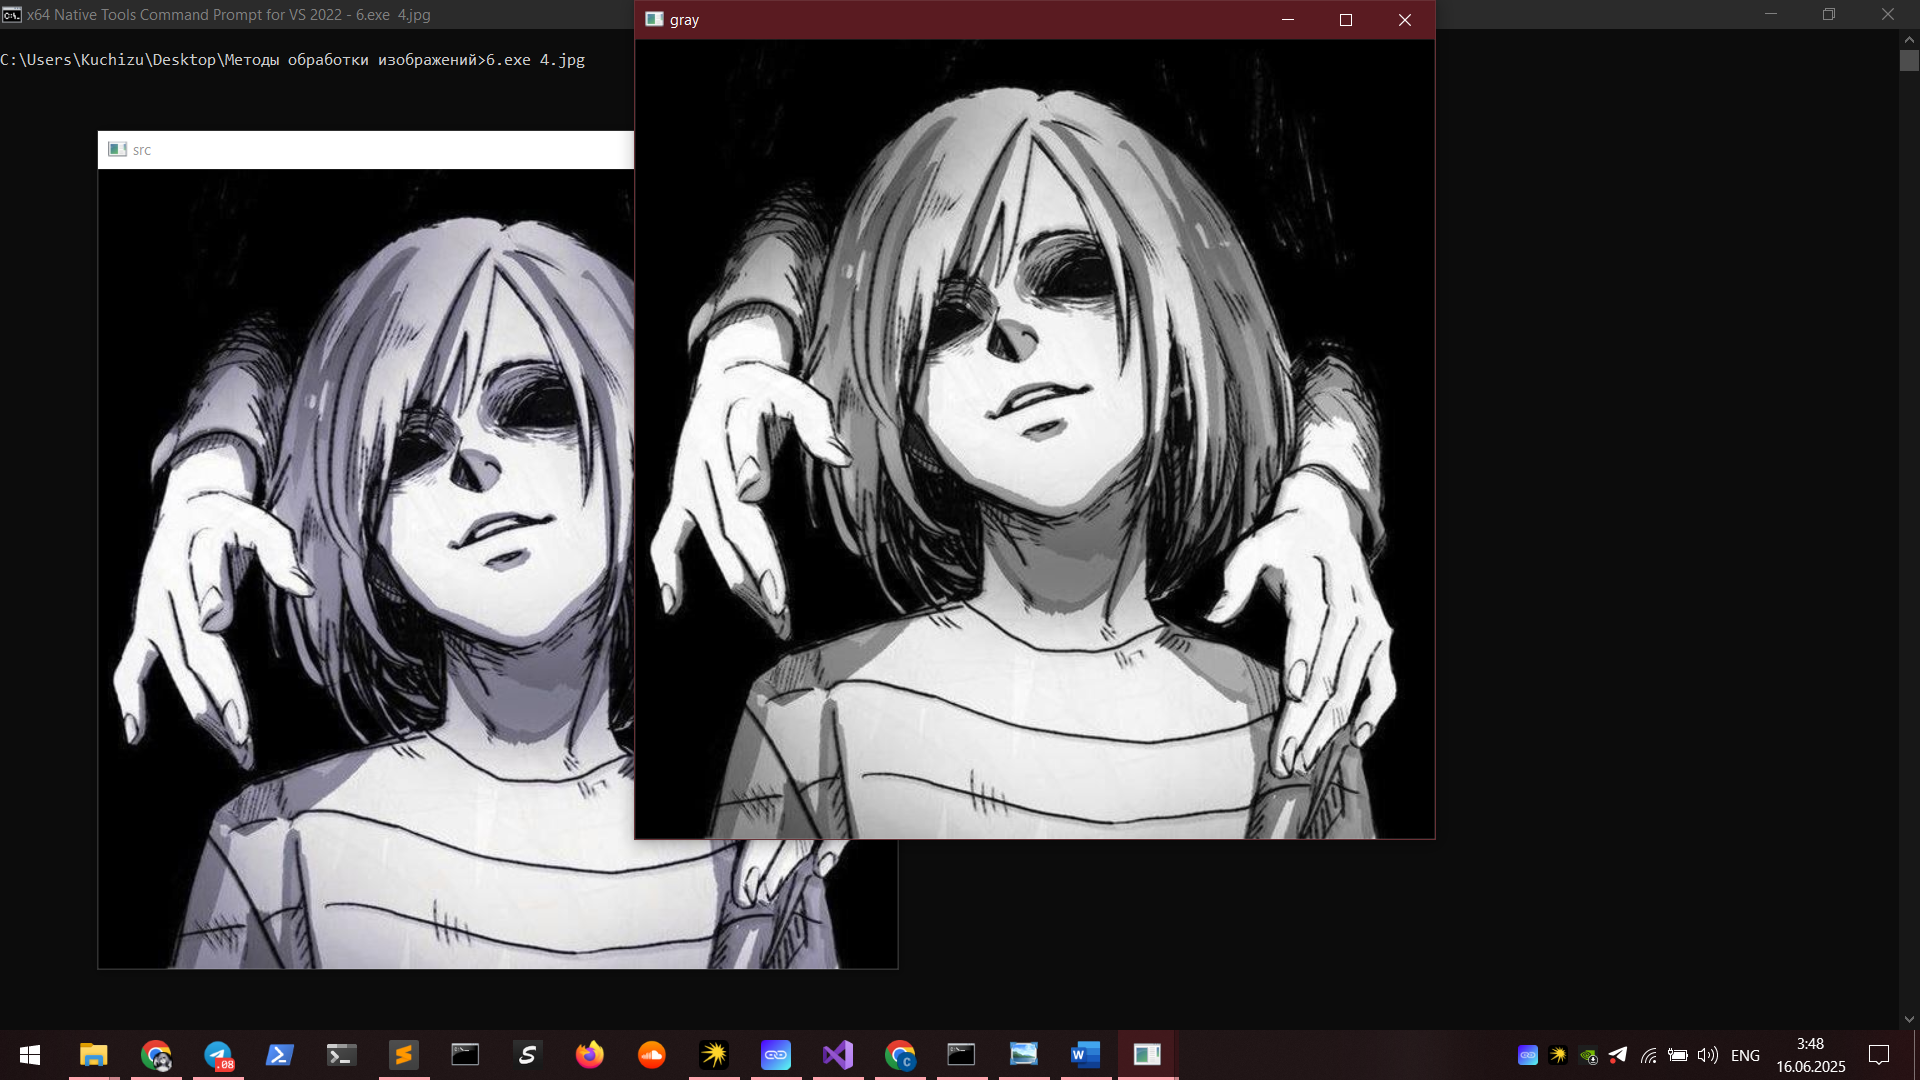 x64 Native Tools Command Prompt for VS 2022 - 6.exe  4.jpg
gray
C:\Users\Kuchizu\Desktop\Методы обработки изображений>6.exe 4.jpg
src
.08
C
W
ENG
3:48
16.06.2025